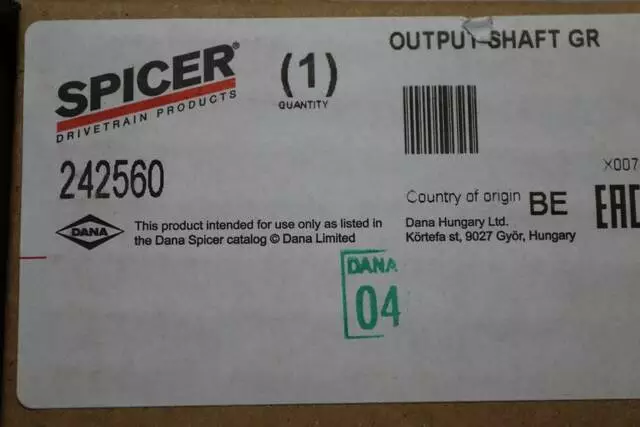 OUTPUT SHAFT GR
SPICER®
DRIVETRAIN PRODUCTS
(1)
QUANTITY
242560
X007
Country of origin BE
EAC
DANA
This product intended for use only as listed in
the Dana Spicer catalog © Dana Limited
Dana Hungary Ltd.
Körtefa st, 9027 Györ, Hungary
DANA
04